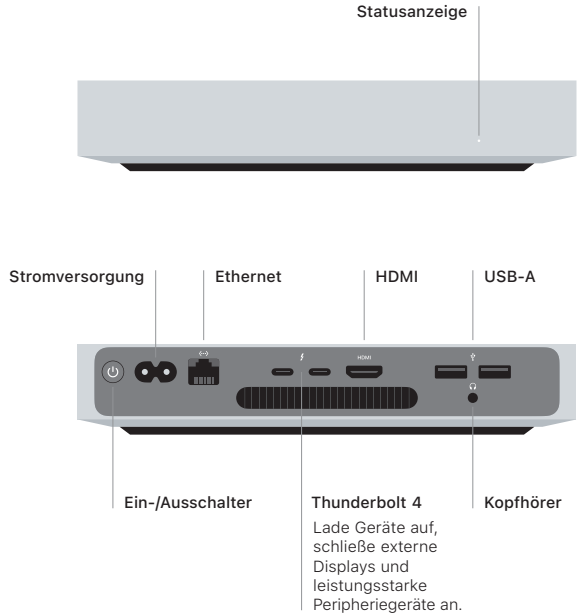 Statusanzeige
Stromversorgung
Ethernet
HDMI
USB-A
HDMI
Ein-/Ausschalter
Thunderbolt 4
Lade Geräte auf,
schließe externe
Displays und
leistungsstarke
Peripheriegeräte an.
Kopfhörer